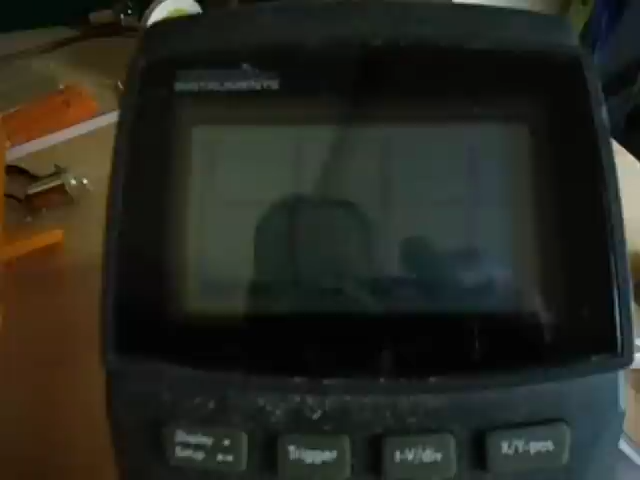 INSTRUMENTS
Display
Setup
Trigger
t-V/div
X/Y-pos